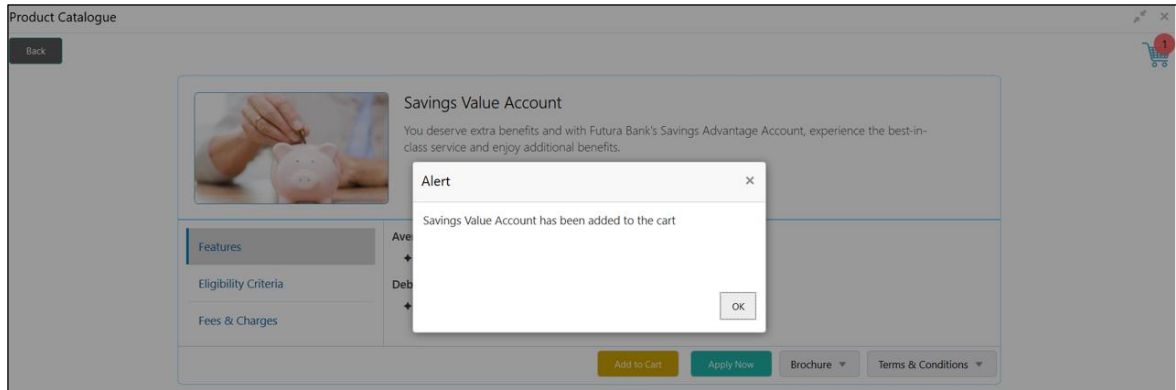 Product Catalogue
Back
1
Savings Value Account
You deserve extra benefits and with Futura Bank's Savings Advantage Account, experience the best-in-
class service and enjoy additional benefits.
Alert
Savings Value Account has been added to the cart
OK
Features
Eligibility Criteria
Fees & Charges
Add to Cart
Apply Now
Brochure
Terms & Conditions